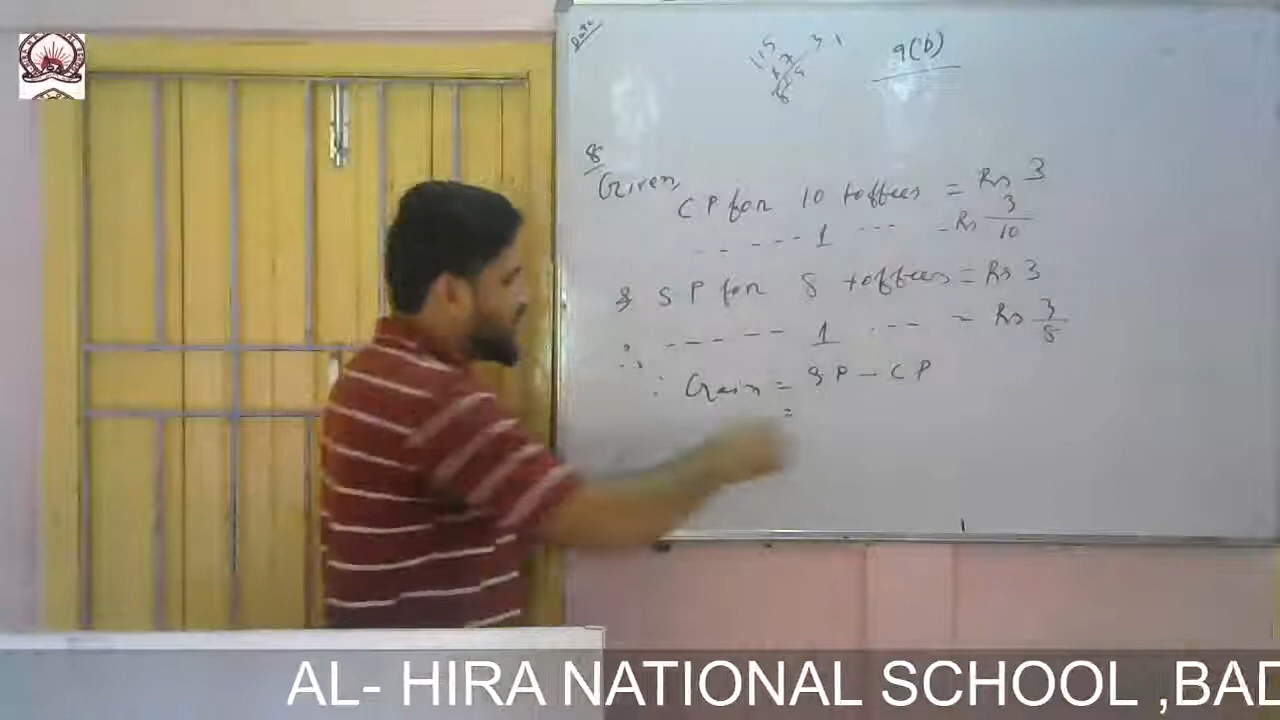 Date
9(b)
8
Given,
CP for 10 toffees = Rs 3
- - - - - - 1 - - - = Rs 3/10
& SP for 8 toffees = Rs 3
∴ - - - - - - 1 - - - = Rs 3/8
∴ Gain = SP - CP
=
AL- HIRA NATIONAL SCHOOL ,BAD